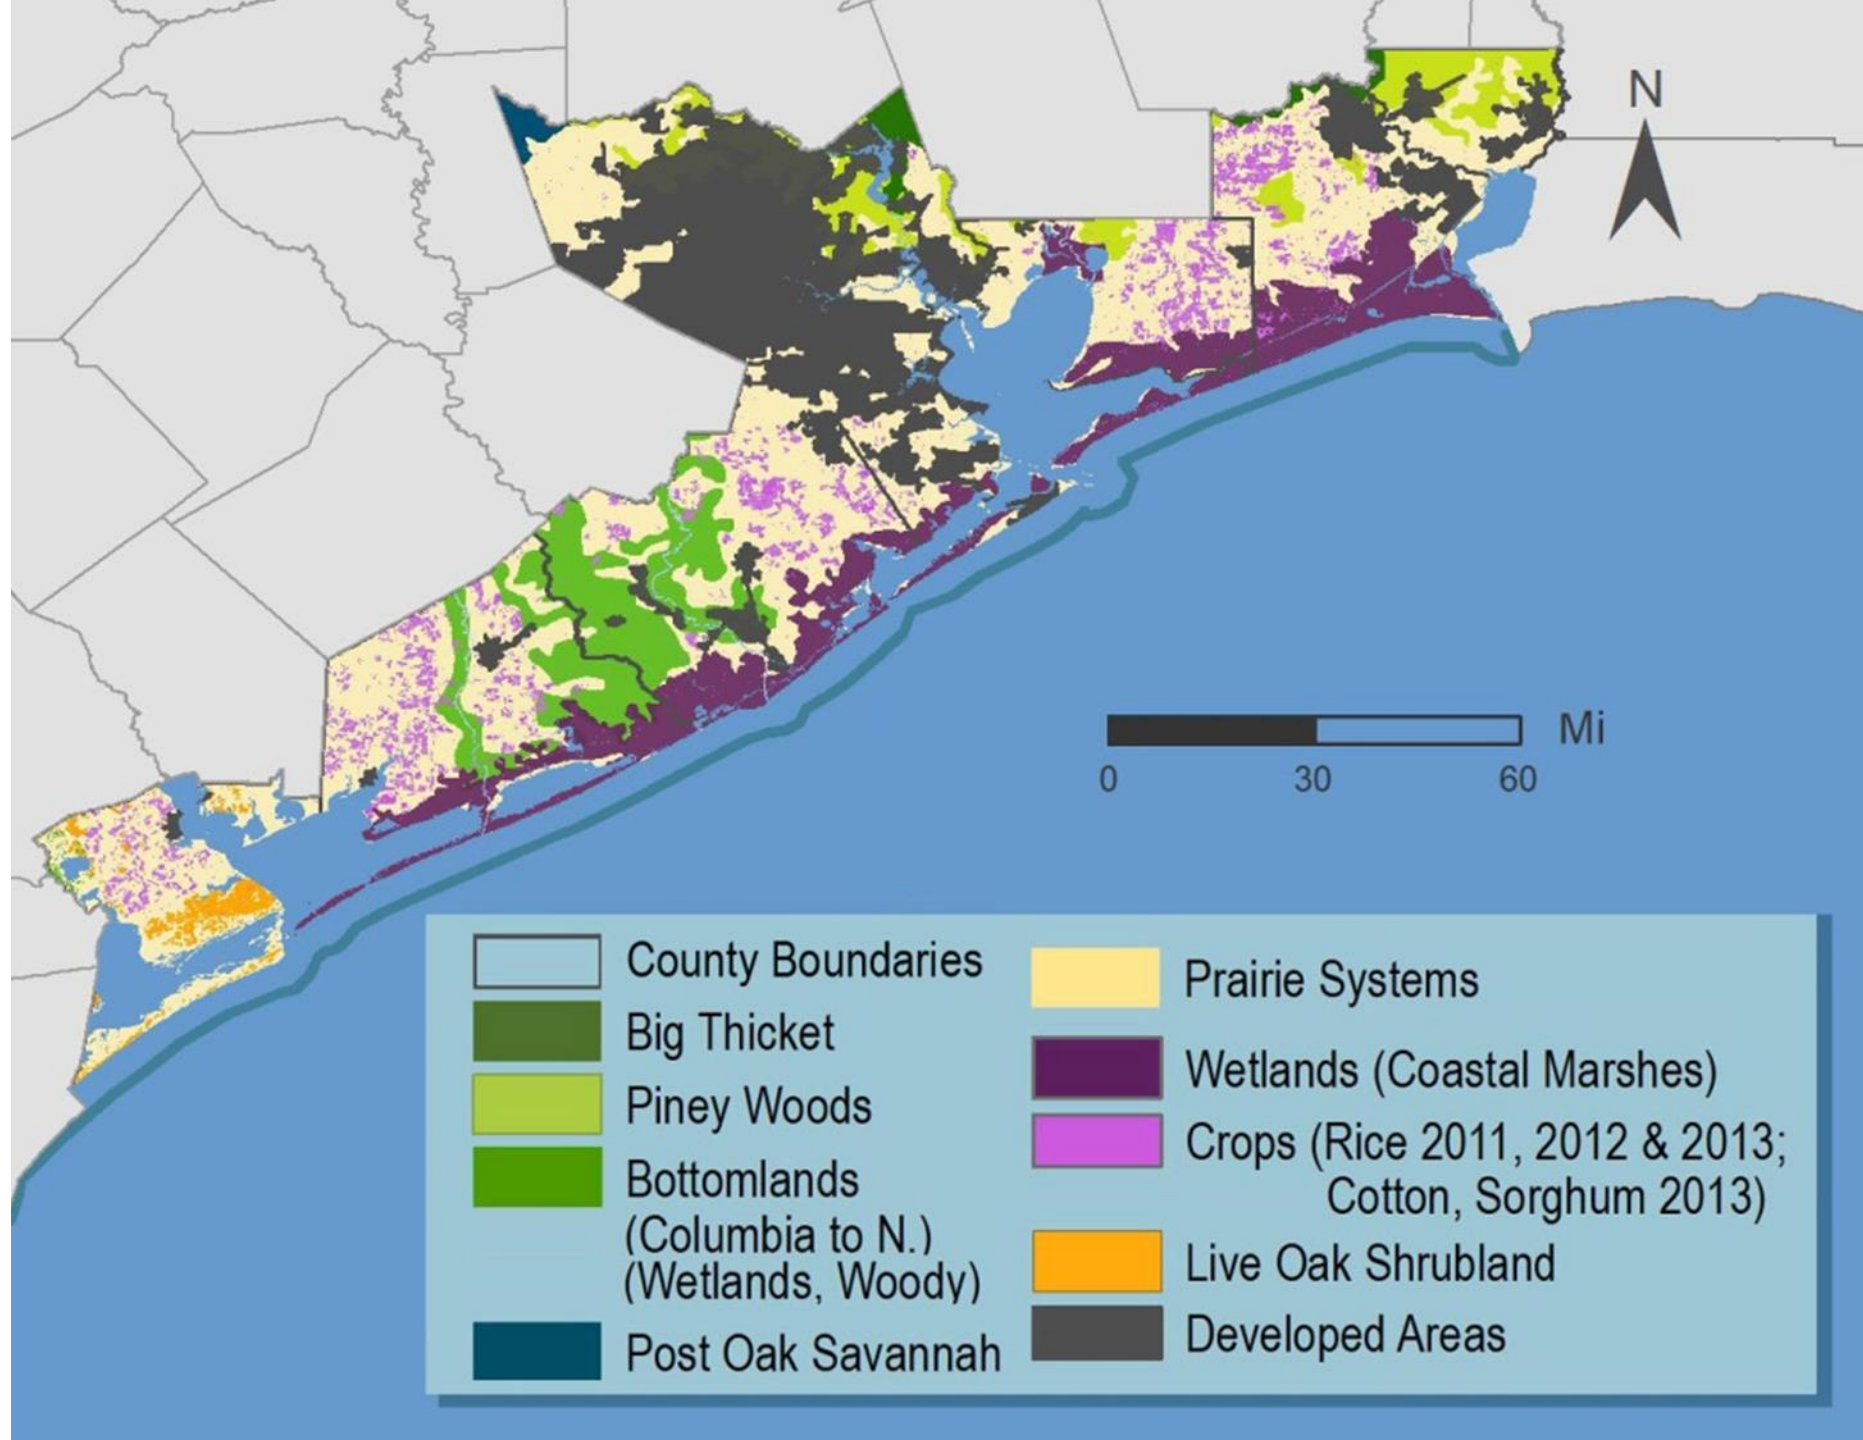 N
Mi
0 30 60
County Boundaries
Big Thicket
Piney Woods
Bottomlands
(Columbia to N.)
(Wetlands, Woody)
Post Oak Savannah
Prairie Systems
Wetlands (Coastal Marshes)
Crops (Rice 2011, 2012 & 2013;
Cotton, Sorghum 2013)
Live Oak Shrubland
Developed Areas